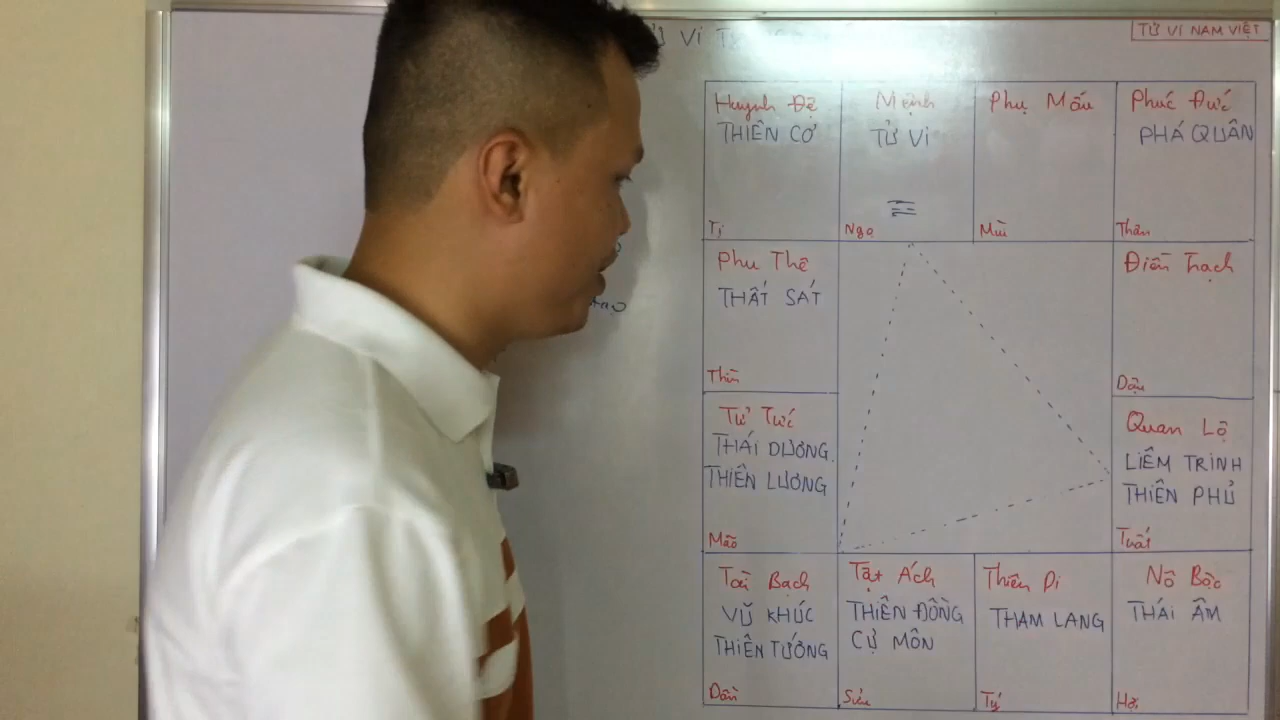 Vi T
TỬ VI NAM VIỆT
Huynh Đệ
THIÊN CƠ
Tị
Mệnh
TỬ VI
Ngọ
Phụ Mẫu
Mùi
Phúc Đức
PHÁ QUÂN
Thân
Phu Thê
THẤT SÁT
Thìn
Điền Trạch
Dậu
Tử Tức
THÁI DƯƠNG
THIÊN LƯƠNG
Mão
Quan Lộ
LIÊM TRINH
THIÊN PHỦ
Tuất
Tài Bạch
VŨ KHÚC
THIÊN TƯỚNG
Dần
Tật Ách
THIÊN ĐỒNG
CỰ MÔN
Sửu
Thiên Di
THAM LANG
Tý
Nô Bộc
THÁI ÂM
Hợi